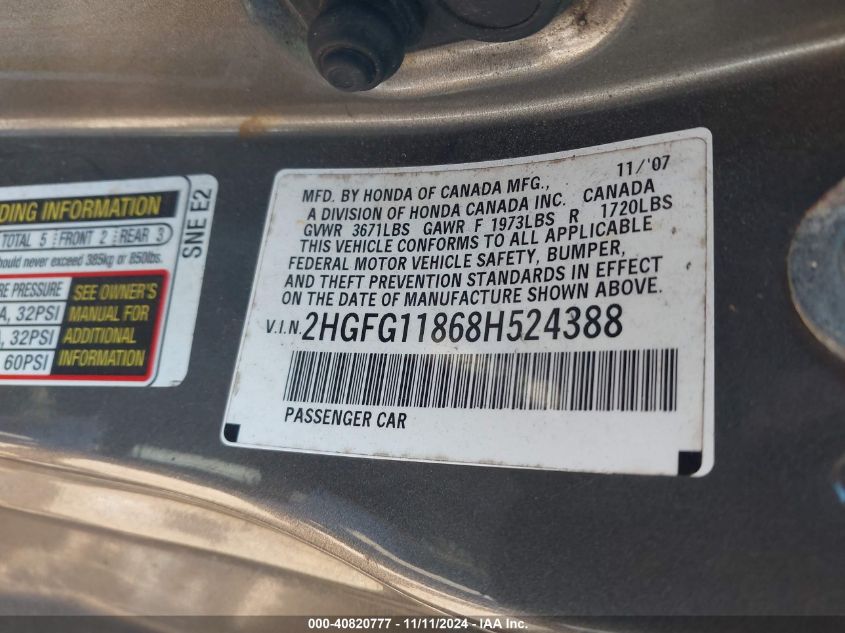 DING INFORMATION
TOTAL 5 FRONT 2 REAR 3
ould never exceed 385kg or 850lbs.
RE PRESSURE SEE OWNER'S
A, 32PSI MANUAL FOR
, 32PSI ADDITIONAL
60PSI INFORMATION
SNE E2
11/'07
MFD. BY HONDA OF CANADA MFG.,
A DIVISION OF HONDA CANADA INC. CANADA
GVWR 3671LBS GAWR F 1973LBS R 1720LBS
THIS VEHICLE CONFORMS TO ALL APPLICABLE
FEDERAL MOTOR VEHICLE SAFETY, BUMPER,
AND THEFT PREVENTION STANDARDS IN EFFECT
ON THE DATE OF MANUFACTURE SHOWN ABOVE.
V.I.N. 2HGFG11868H524388
PASSENGER CAR
000-40820777 - 11/11/2024 - IAA Inc.